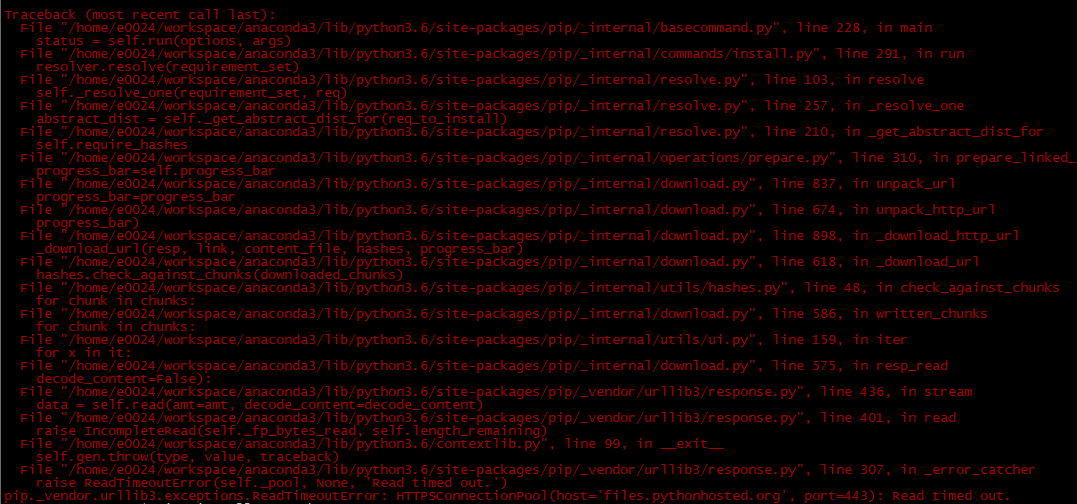 Traceback (most recent call last):
  File "/home/e0024/workspace/anaconda3/lib/python3.6/site-packages/pip/_internal/basecommand.py", line 228, in main
    status = self.run(options, args)
  File "/home/e0024/workspace/anaconda3/lib/python3.6/site-packages/pip/_internal/commands/install.py", line 291, in run
    resolver.resolve(requirement_set)
  File "/home/e0024/workspace/anaconda3/lib/python3.6/site-packages/pip/_internal/resolve.py", line 103, in resolve
    self._resolve_one(requirement_set, req)
  File "/home/e0024/workspace/anaconda3/lib/python3.6/site-packages/pip/_internal/resolve.py", line 257, in _resolve_one
    abstract_dist = self._get_abstract_dist_for(req_to_install)
  File "/home/e0024/workspace/anaconda3/lib/python3.6/site-packages/pip/_internal/resolve.py", line 210, in _get_abstract_dist_for
    self.require_hashes
  File "/home/e0024/workspace/anaconda3/lib/python3.6/site-packages/pip/_internal/operations/prepare.py", line 310, in prepare_linked_
    progress_bar=self.progress_bar
  File "/home/e0024/workspace/anaconda3/lib/python3.6/site-packages/pip/_internal/download.py", line 837, in unpack_url
    progress_bar=progress_bar
  File "/home/e0024/workspace/anaconda3/lib/python3.6/site-packages/pip/_internal/download.py", line 674, in unpack_http_url
    progress_bar)
  File "/home/e0024/workspace/anaconda3/lib/python3.6/site-packages/pip/_internal/download.py", line 898, in _download_http_url
    _download_url(resp, link, content_file, hashes, progress_bar)
  File "/home/e0024/workspace/anaconda3/lib/python3.6/site-packages/pip/_internal/download.py", line 618, in _download_url
    hashes.check_against_chunks(downloaded_chunks)
  File "/home/e0024/workspace/anaconda3/lib/python3.6/site-packages/pip/_internal/utils/hashes.py", line 48, in check_against_chunks
    for chunk in chunks:
  File "/home/e0024/workspace/anaconda3/lib/python3.6/site-packages/pip/_internal/download.py", line 586, in written_chunks
    for chunk in chunks:
  File "/home/e0024/workspace/anaconda3/lib/python3.6/site-packages/pip/_internal/utils/ui.py", line 159, in iter
    for x in it:
  File "/home/e0024/workspace/anaconda3/lib/python3.6/site-packages/pip/_internal/download.py", line 575, in resp_read
    decode_content=False):
  File "/home/e0024/workspace/anaconda3/lib/python3.6/site-packages/pip/_vendor/urllib3/response.py", line 436, in stream
    data = self.read(amt=amt, decode_content=decode_content)
  File "/home/e0024/workspace/anaconda3/lib/python3.6/site-packages/pip/_vendor/urllib3/response.py", line 401, in read
    raise IncompleteRead(self._fp_bytes_read, self.length_remaining)
  File "/home/e0024/workspace/anaconda3/lib/python3.6/contextlib.py", line 99, in __exit__
    self.gen.throw(type, value, traceback)
  File "/home/e0024/workspace/anaconda3/lib/python3.6/site-packages/pip/_vendor/urllib3/response.py", line 307, in _error_catcher
    raise ReadTimeoutError(self._pool, None, 'Read timed out.')
pip._vendor.urllib3.exceptions.ReadTimeoutError: HTTPSConnectionPool(host='files.pythonhosted.org', port=443): Read timed out.